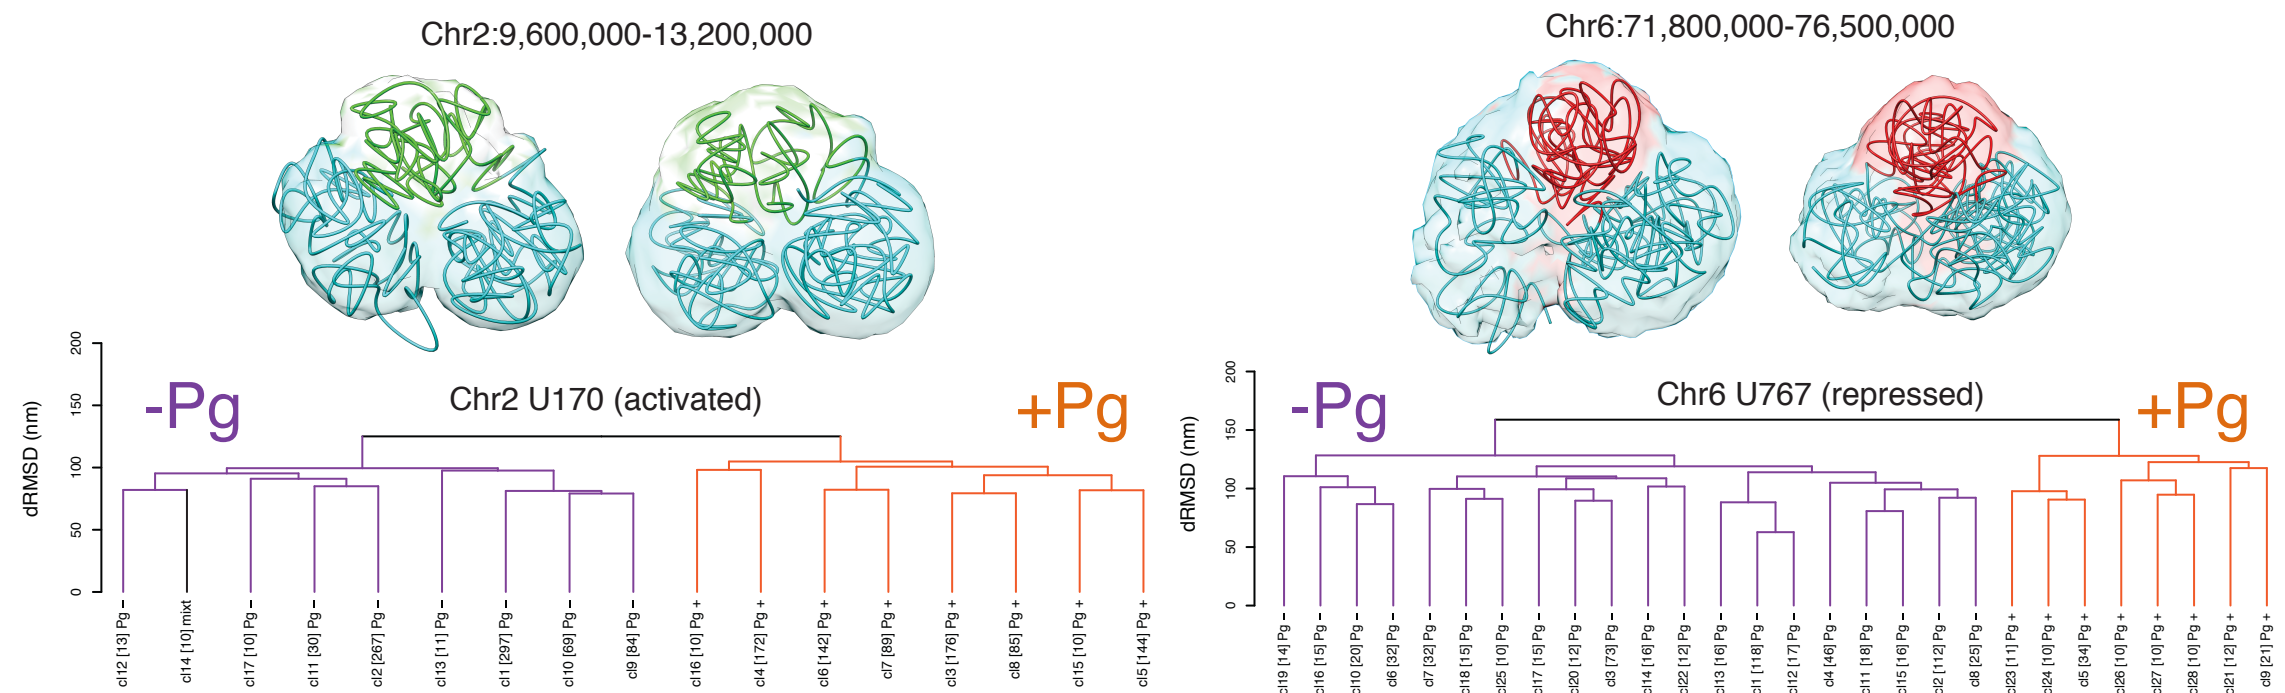 Chr2:9,600,000-13,200,000
Chr6:71,800,000-76,500,000
dRMSD (nm)
200
150
100
50
0
-Pg
Chr2 U170 (activated)
+Pg
cl12 [13] Pg -
cl14 [10] mixt
cl17 [10] Pg -
cl11 [30] Pg -
cl2 [267] Pg -
cl13 [11] Pg -
cl1 [297] Pg -
cl10 [69] Pg -
cl9 [84] Pg -
cl16 [10] Pg +
cl4 [172] Pg +
cl6 [142] Pg +
cl7 [89] Pg +
cl3 [176] Pg +
cl8 [85] Pg +
cl15 [10] Pg +
cl5 [144] Pg +
dRMSD (nm)
200
150
100
50
0
-Pg
Chr6 U767 (repressed)
+Pg
cl19 [14] Pg -
cl16 [15] Pg -
cl10 [20] Pg -
cl6 [32] Pg -
cl7 [32] Pg -
cl18 [15] Pg -
cl25 [10] Pg -
cl17 [15] Pg -
cl20 [12] Pg -
cl3 [73] Pg -
cl14 [16] Pg -
cl22 [12] Pg -
cl13 [16] Pg -
cl1 [118] Pg -
cl12 [17] Pg -
cl4 [46] Pg -
cl11 [18] Pg -
cl15 [16] Pg -
cl2 [112] Pg -
cl8 [25] Pg -
cl23 [11] Pg +
cl24 [10] Pg +
cl5 [34] Pg +
cl26 [10] Pg +
cl27 [10] Pg +
cl28 [10] Pg +
cl21 [12] Pg +
cl9 [21] Pg +